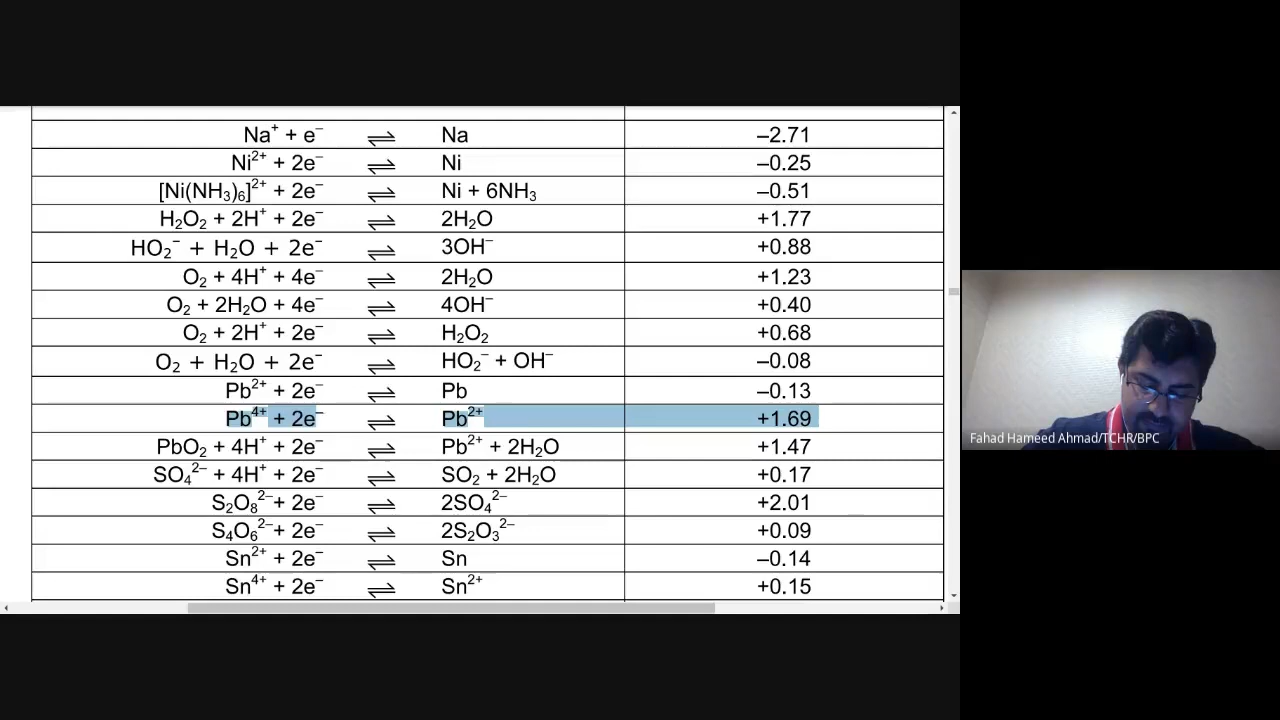 Na⁺ + e⁻ ⇌ Na –2.71
Ni²⁺ + 2e⁻ ⇌ Ni –0.25
[Ni(NH₃)₆]²⁺ + 2e⁻ ⇌ Ni + 6NH₃ –0.51
H₂O₂ + 2H⁺ + 2e⁻ ⇌ 2H₂O +1.77
HO₂⁻ + H₂O + 2e⁻ ⇌ 3OH⁻ +0.88
O₂ + 4H⁺ + 4e⁻ ⇌ 2H₂O +1.23
O₂ + 2H₂O + 4e⁻ ⇌ 4OH⁻ +0.40
O₂ + 2H⁺ + 2e⁻ ⇌ H₂O₂ +0.68
O₂ + H₂O + 2e⁻ ⇌ HO₂⁻ + OH⁻ –0.08
Pb²⁺ + 2e⁻ ⇌ Pb –0.13
Pb⁴⁺ + 2e⁻ ⇌ Pb²⁺ +1.69
PbO₂ + 4H⁺ + 2e⁻ ⇌ Pb²⁺ + 2H₂O +1.47
SO₄²⁻ + 4H⁺ + 2e⁻ ⇌ SO₂ + 2H₂O +0.17
S₂O₈²⁻ + 2e⁻ ⇌ 2SO₄²⁻ +2.01
S₄O₆²⁻ + 2e⁻ ⇌ 2S₂O₃²⁻ +0.09
Sn²⁺ + 2e⁻ ⇌ Sn –0.14
Sn⁴⁺ + 2e⁻ ⇌ Sn²⁺ +0.15
Fahad Hameed Ahmad/TCHR/BPC